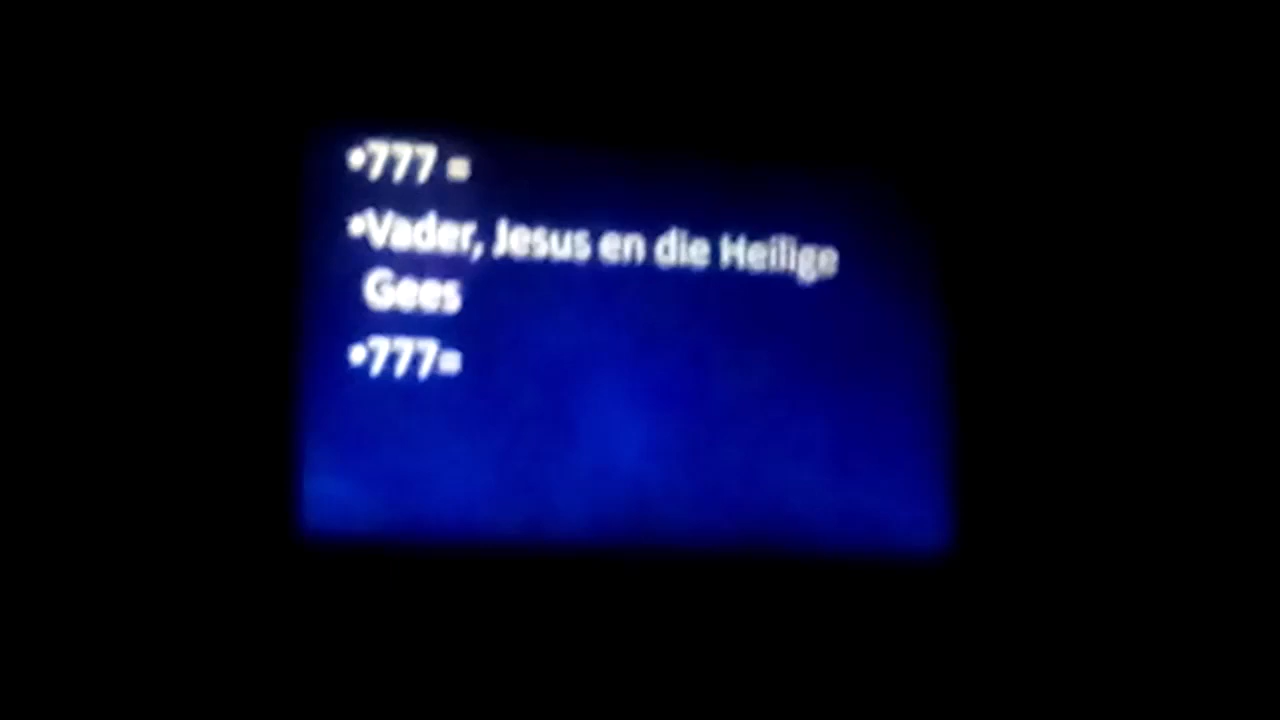 •777 =
•Vader, Jesus en die Heilige
Gees
•777=